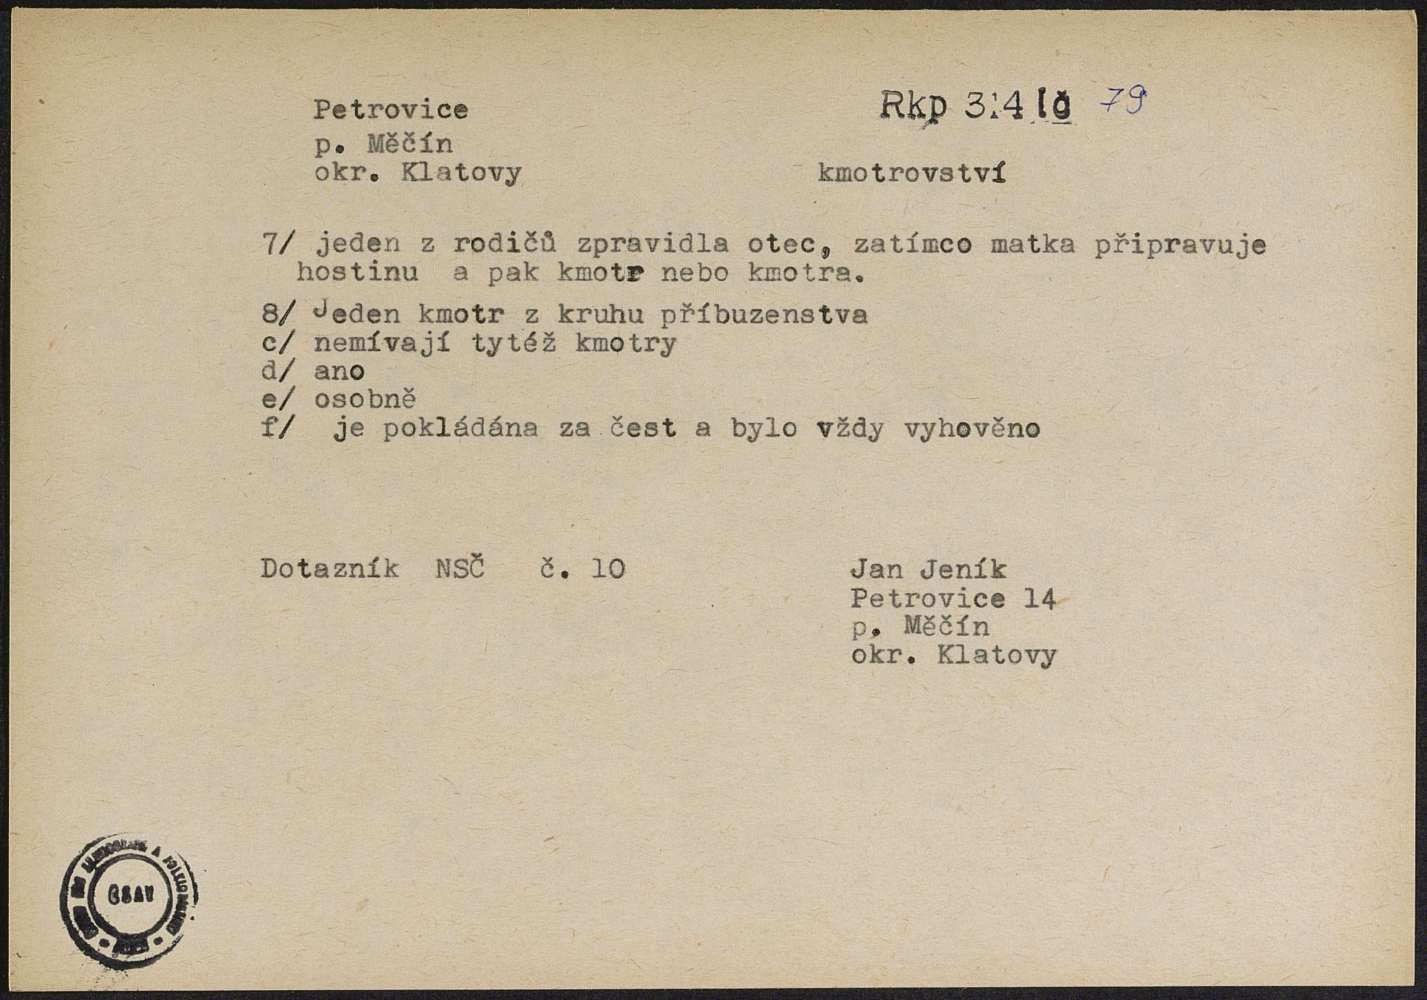 Petrovice
Rkp 314 79
p. Měčín
okr. Klatovy
kmotrovství
7/ jeden z rodičů zpravidla otec, zatímco matka připravuje
hostinu a pak kmotr nebo kmotra.
8/ Jeden kmotr z kruhu příbuzenstva
c/ nemívají tytéž kmotry
d/ ano
e/ osobně
f/ je pokládána za čest a bylo vždy vyhověno
Dotazník NSČ č. 10
Jan Jeník
Petrovice 14
p. Měčín
okr. Klatovy
ČSAV